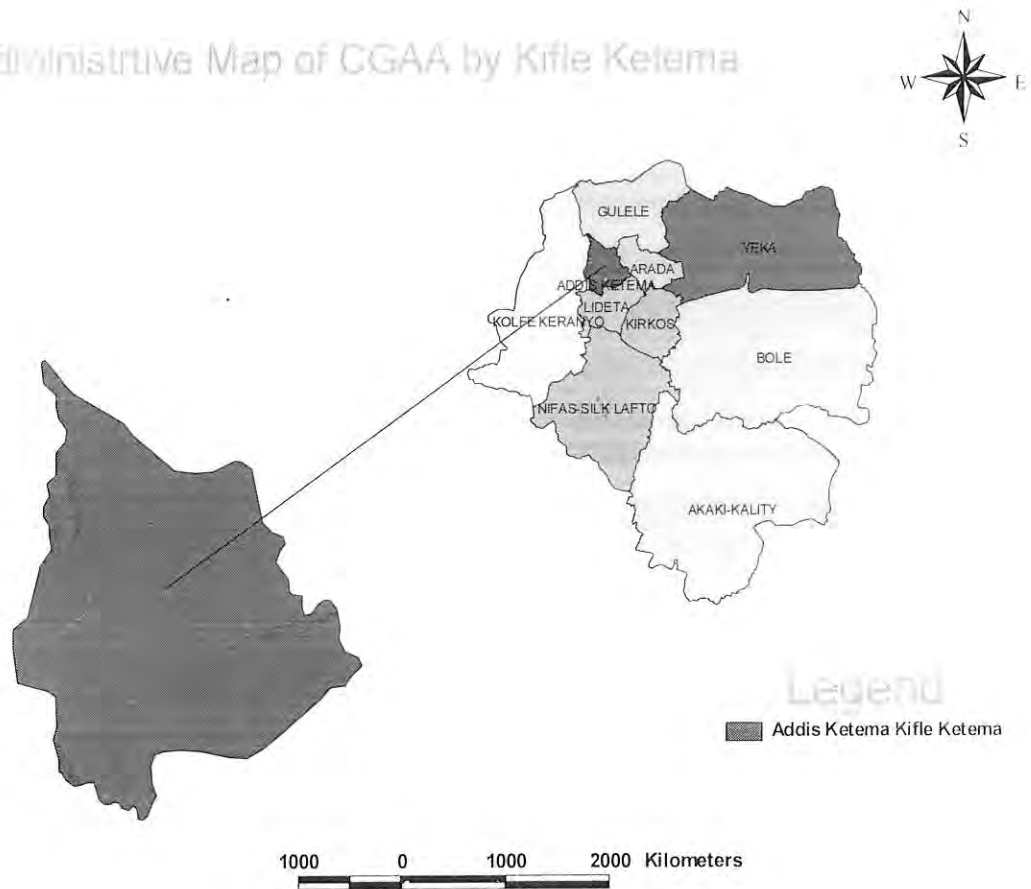 N
dministrtive Map of CGAA by Kifle Ketema
W E
S
GULELE
YEKA
ARADA
ADDIS KETEMA
LIDETA
KOLFE KERANYO
KIRKOS
BOLE
NIFAS-SILK LAFTO
AKAKI-KALITY
Legend
Addis Ketema Kifle Ketema
1000 0 1000 2000 Kilometers